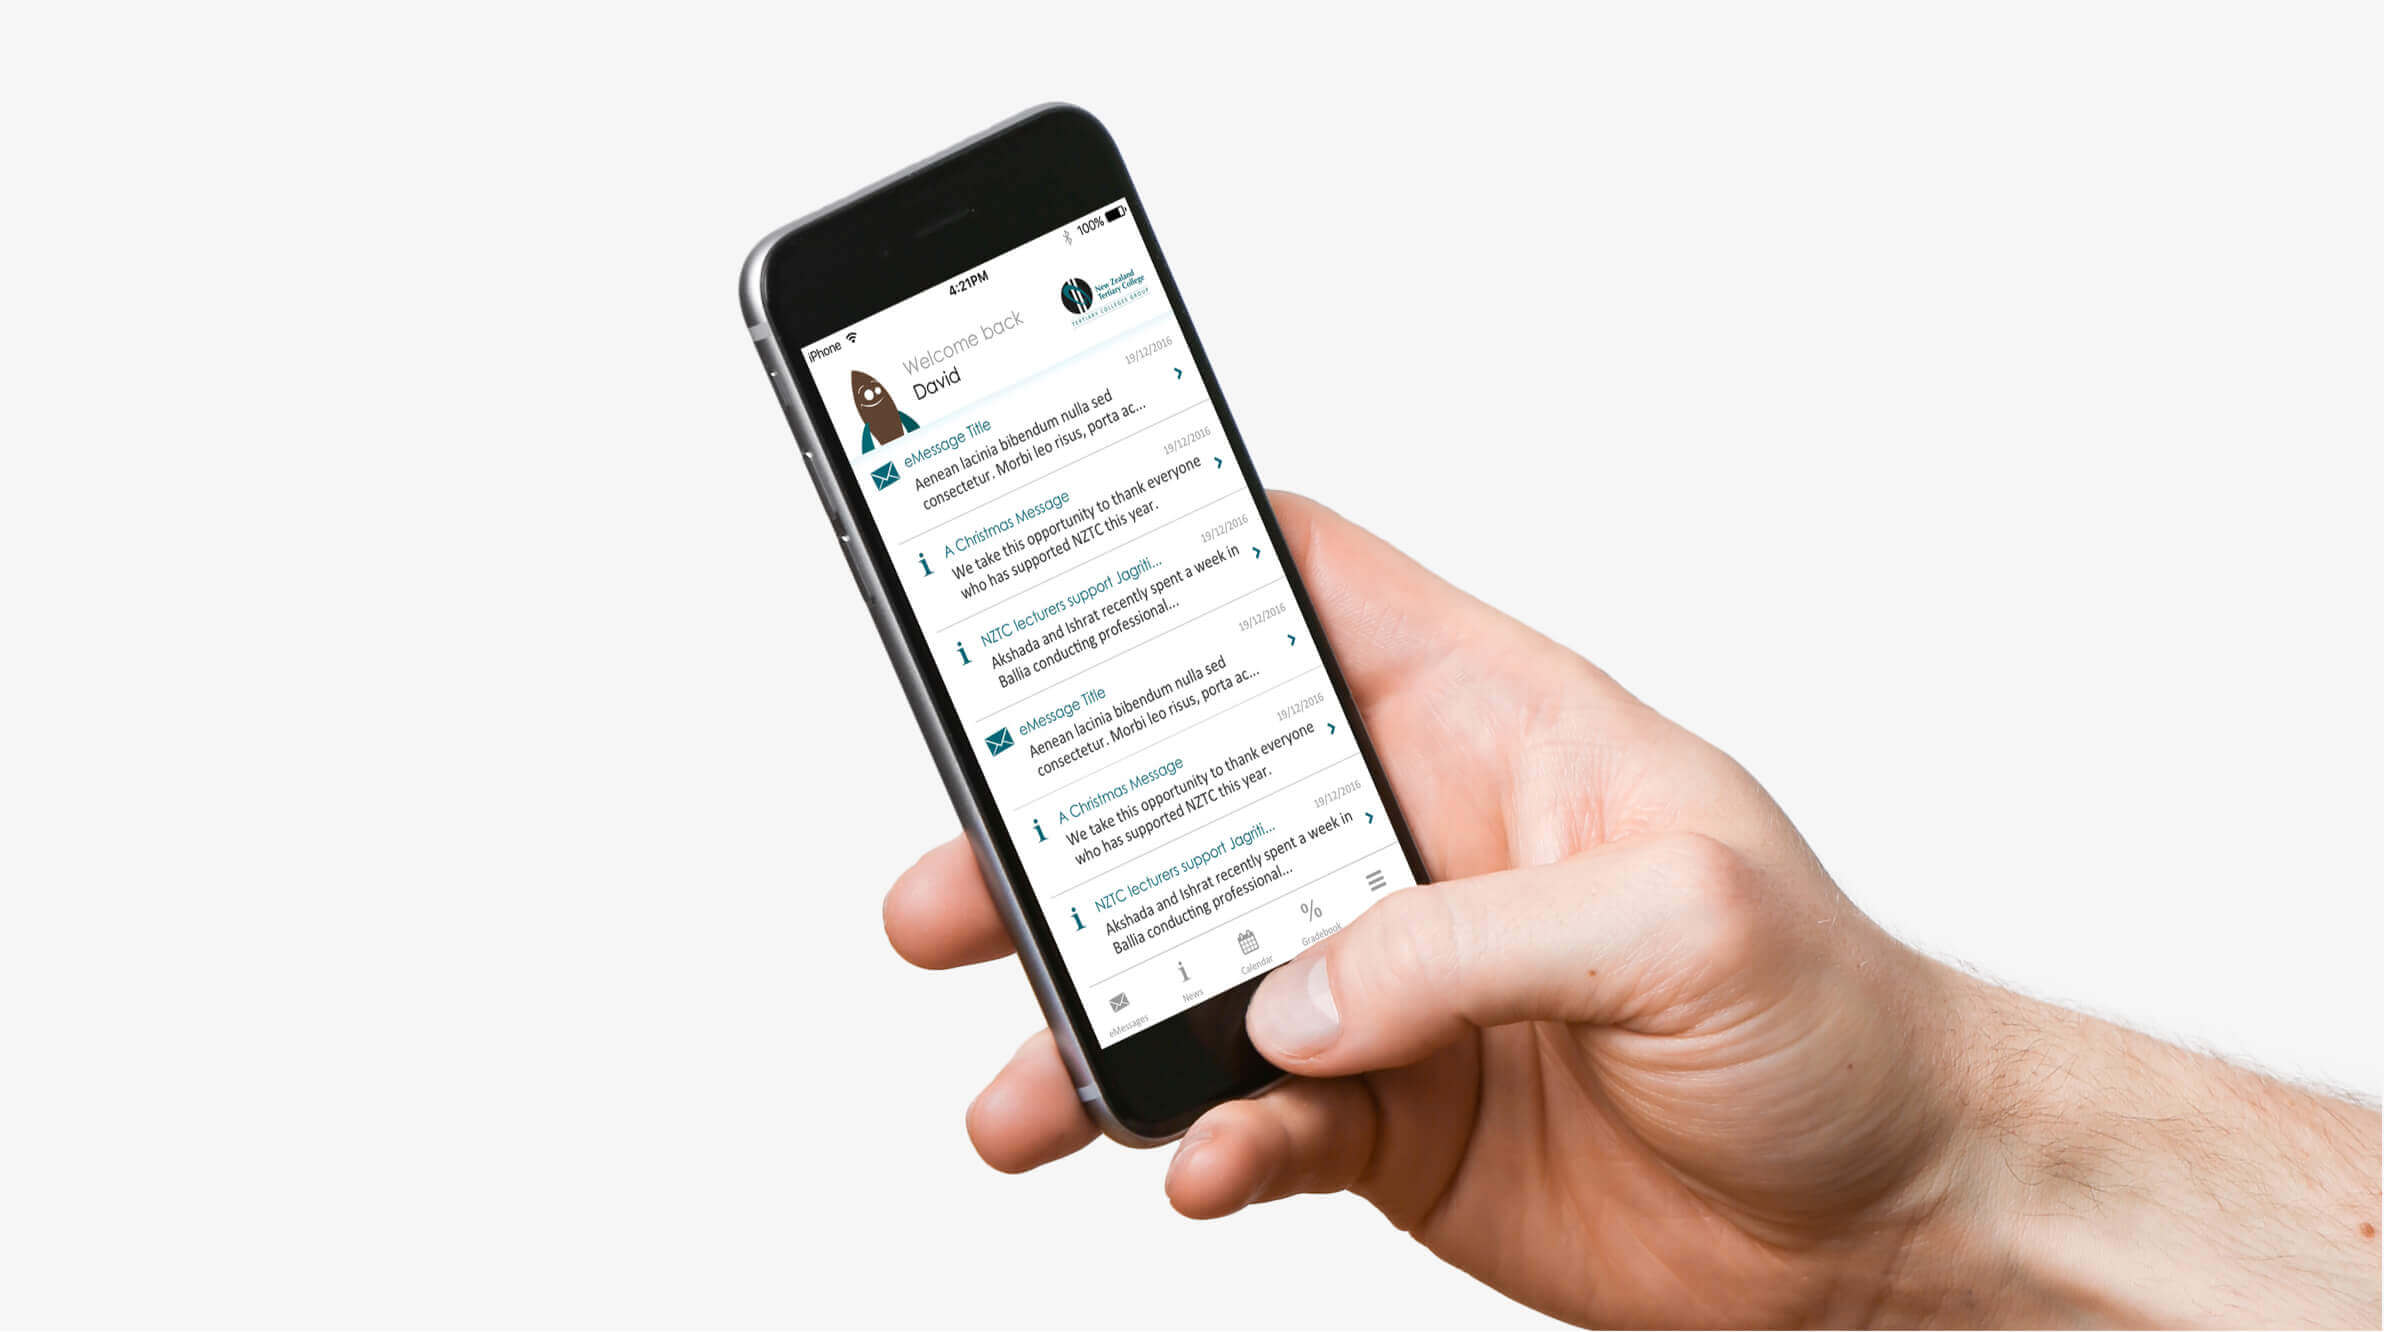 iPhone
4:21PM
100%
Welcome back
David
New Zealand
Tertiary College
TERTIARY COLLEGES GROUP
19/12/2016
eMessage Title
Aenean lacinia bibendum nulla sed
consectetur. Morbi leo risus, porta ac...
19/12/2016
A Christmas Message
We take this opportunity to thank everyone
who has supported NZTC this year.
19/12/2016
NZTC lecturers support Jagriti...
Akshada and Ishrat recently spent a week in
Ballia conducting professional...
19/12/2016
eMessage Title
Aenean lacinia bibendum nulla sed
consectetur. Morbi leo risus, porta ac...
19/12/2016
A Christmas Message
We take this opportunity to thank everyone
who has supported NZTC this year.
19/12/2016
NZTC lecturers support Jagriti...
Akshada and Ishrat recently spent a week in
Ballia conducting professional...
eMessages
News
Calendar
%
Gradebook